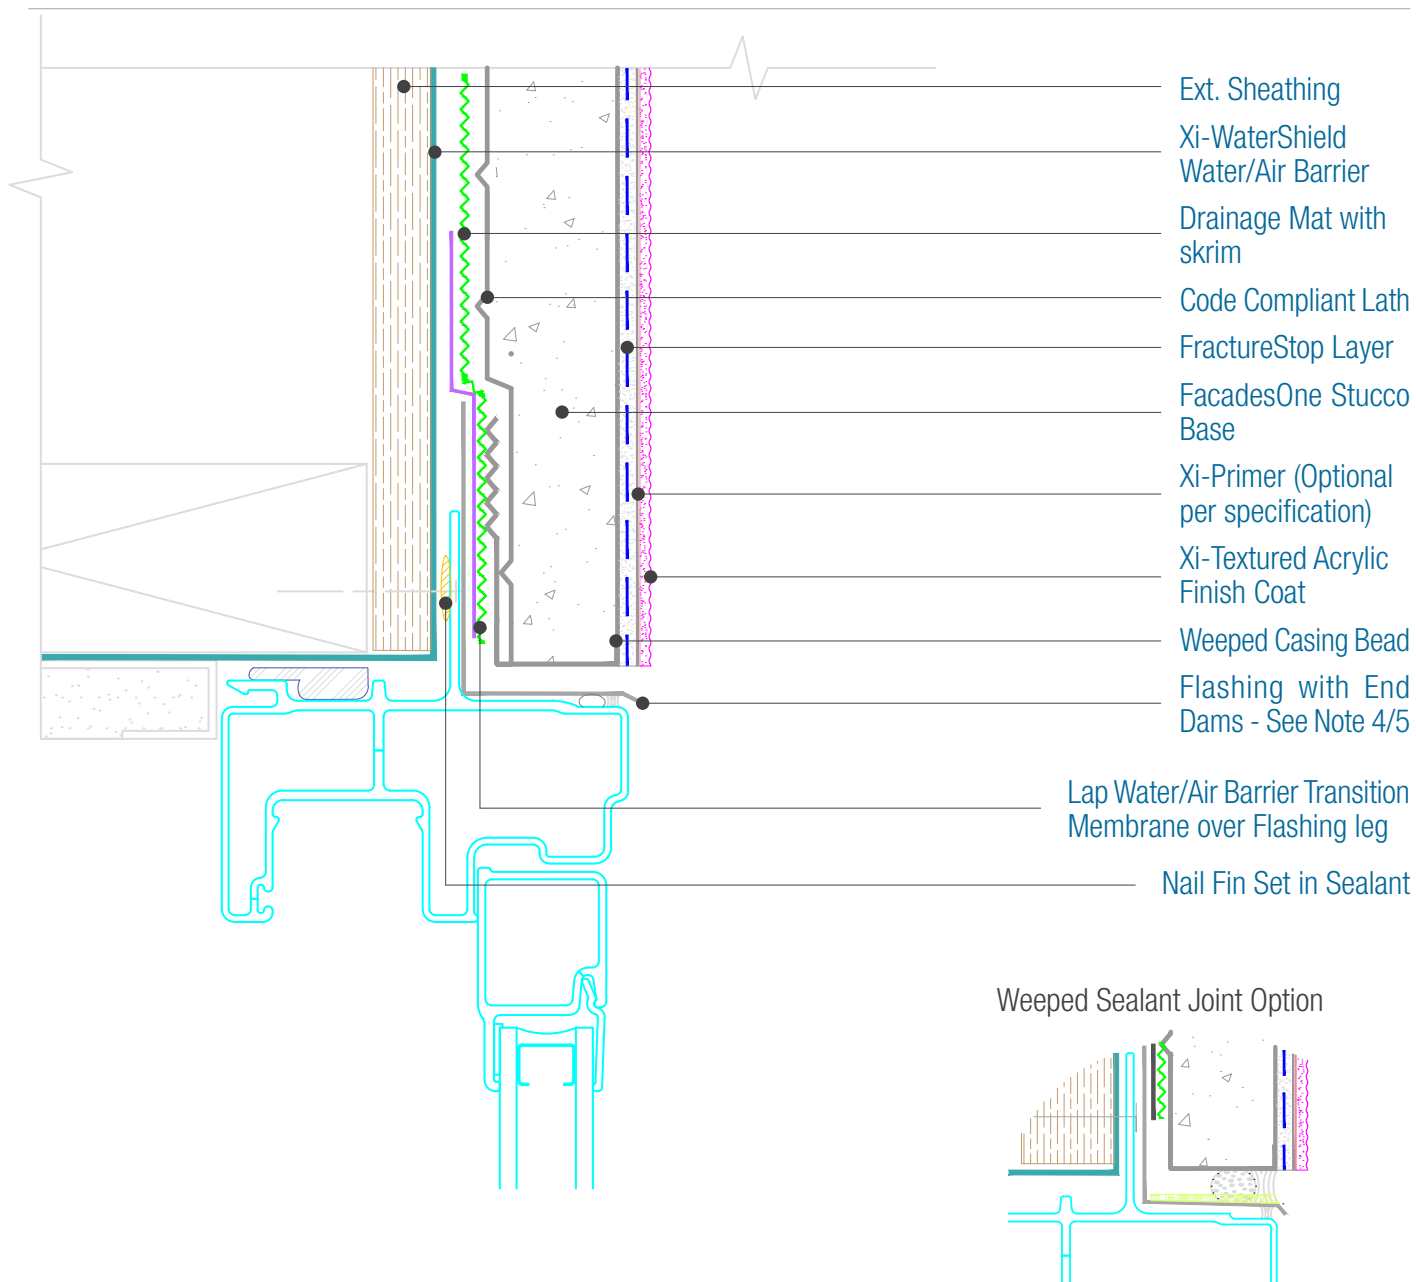 Ext. Sheathing
Xi-WaterShield
Water/Air Barrier
Drainage Mat with
skrim
Code Compliant Lath
FractureStop Layer
FacadesOne Stucco
Base
Xi-Primer (Optional
per specification)
Xi-Textured Acrylic
Finish Coat
Weeped Casing Bead
Flashing with End
Dams - See Note 4/5
Lap Water/Air Barrier Transition
Membrane over Flashing leg
Nail Fin Set in Sealant
Weeped Sealant Joint Option